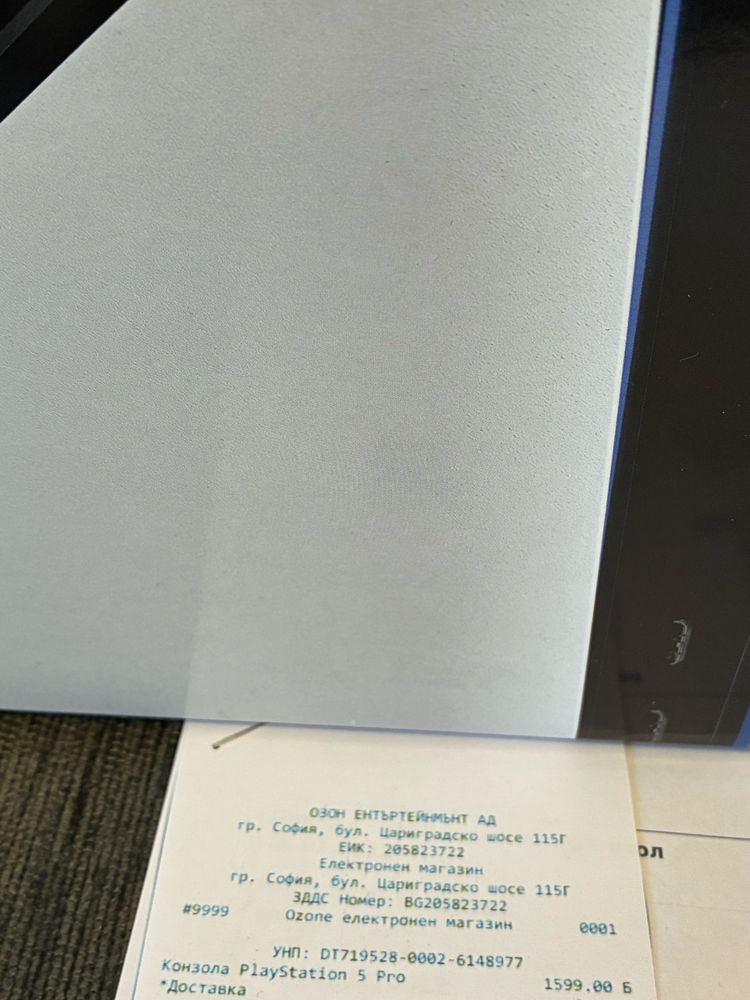 ОЗОН ЕНТЪРТЕЙНМЪНТ АД
гр. София, бул. Цариградско шосе 115Г
ЕИК: 205823722
Електронен магазин
гр. София, бул. Цариградско шосе 115Г
ЗДДС Номер: BG205823722
#9999 Ozone електронен магазин 0001
УНП: DT719528-0002-6148977
Конзола PlayStation 5 Pro 1599.00 Б
*Доставка